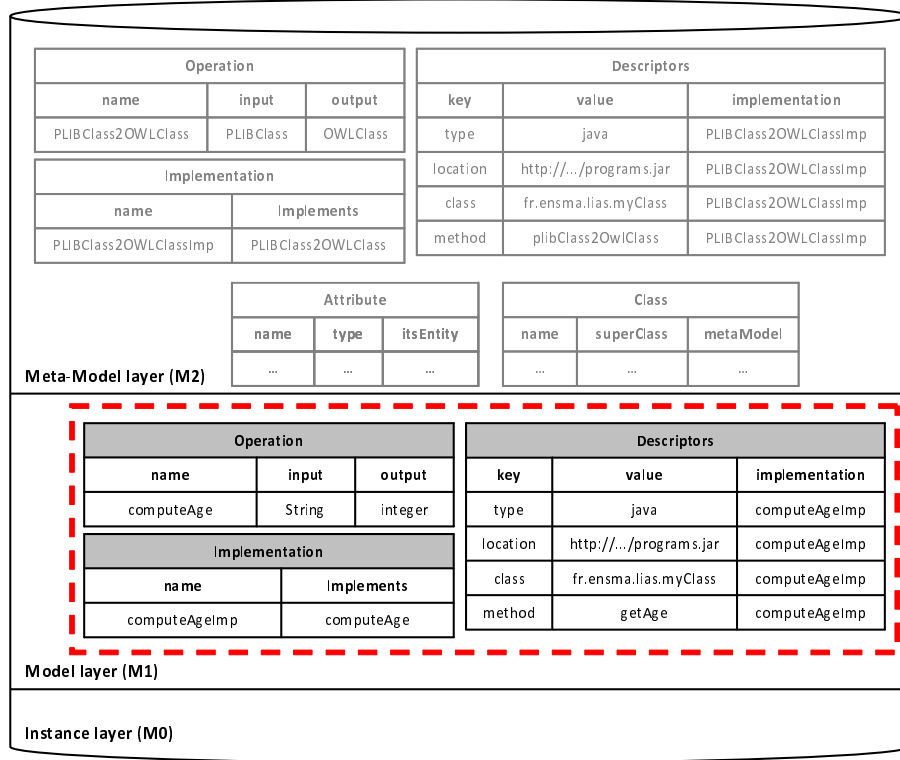 Operation
name input output
PLIBClass2OWLClass PLIBClass OWLClass
Implementation
name Implements
PLIBClass2OWLClassImp PLIBClass2OWLClass
Descriptors
key value implementation
type java PLIBClass2OWLClassImp
location http://.../programs.jar PLIBClass2OWLClassImp
class fr.ensma.lias.myClass PLIBClass2OWLClassImp
method plibClass2OwlClass PLIBClass2OWLClassImp
Attribute
name type itsEntity
... ... ...
Class
name superClass metaModel
... ... ...
Meta-Model layer (M2)
Operation
name input output
computeAge String integer
Implementation
name Implements
computeAgeImp computeAge
Descriptors
key value implementation
type java computeAgeImp
location http://.../programs.jar computeAgeImp
class fr.ensma.lias.myClass computeAgeImp
method getAge computeAgeImp
Model layer (M1)
Instance layer (M0)